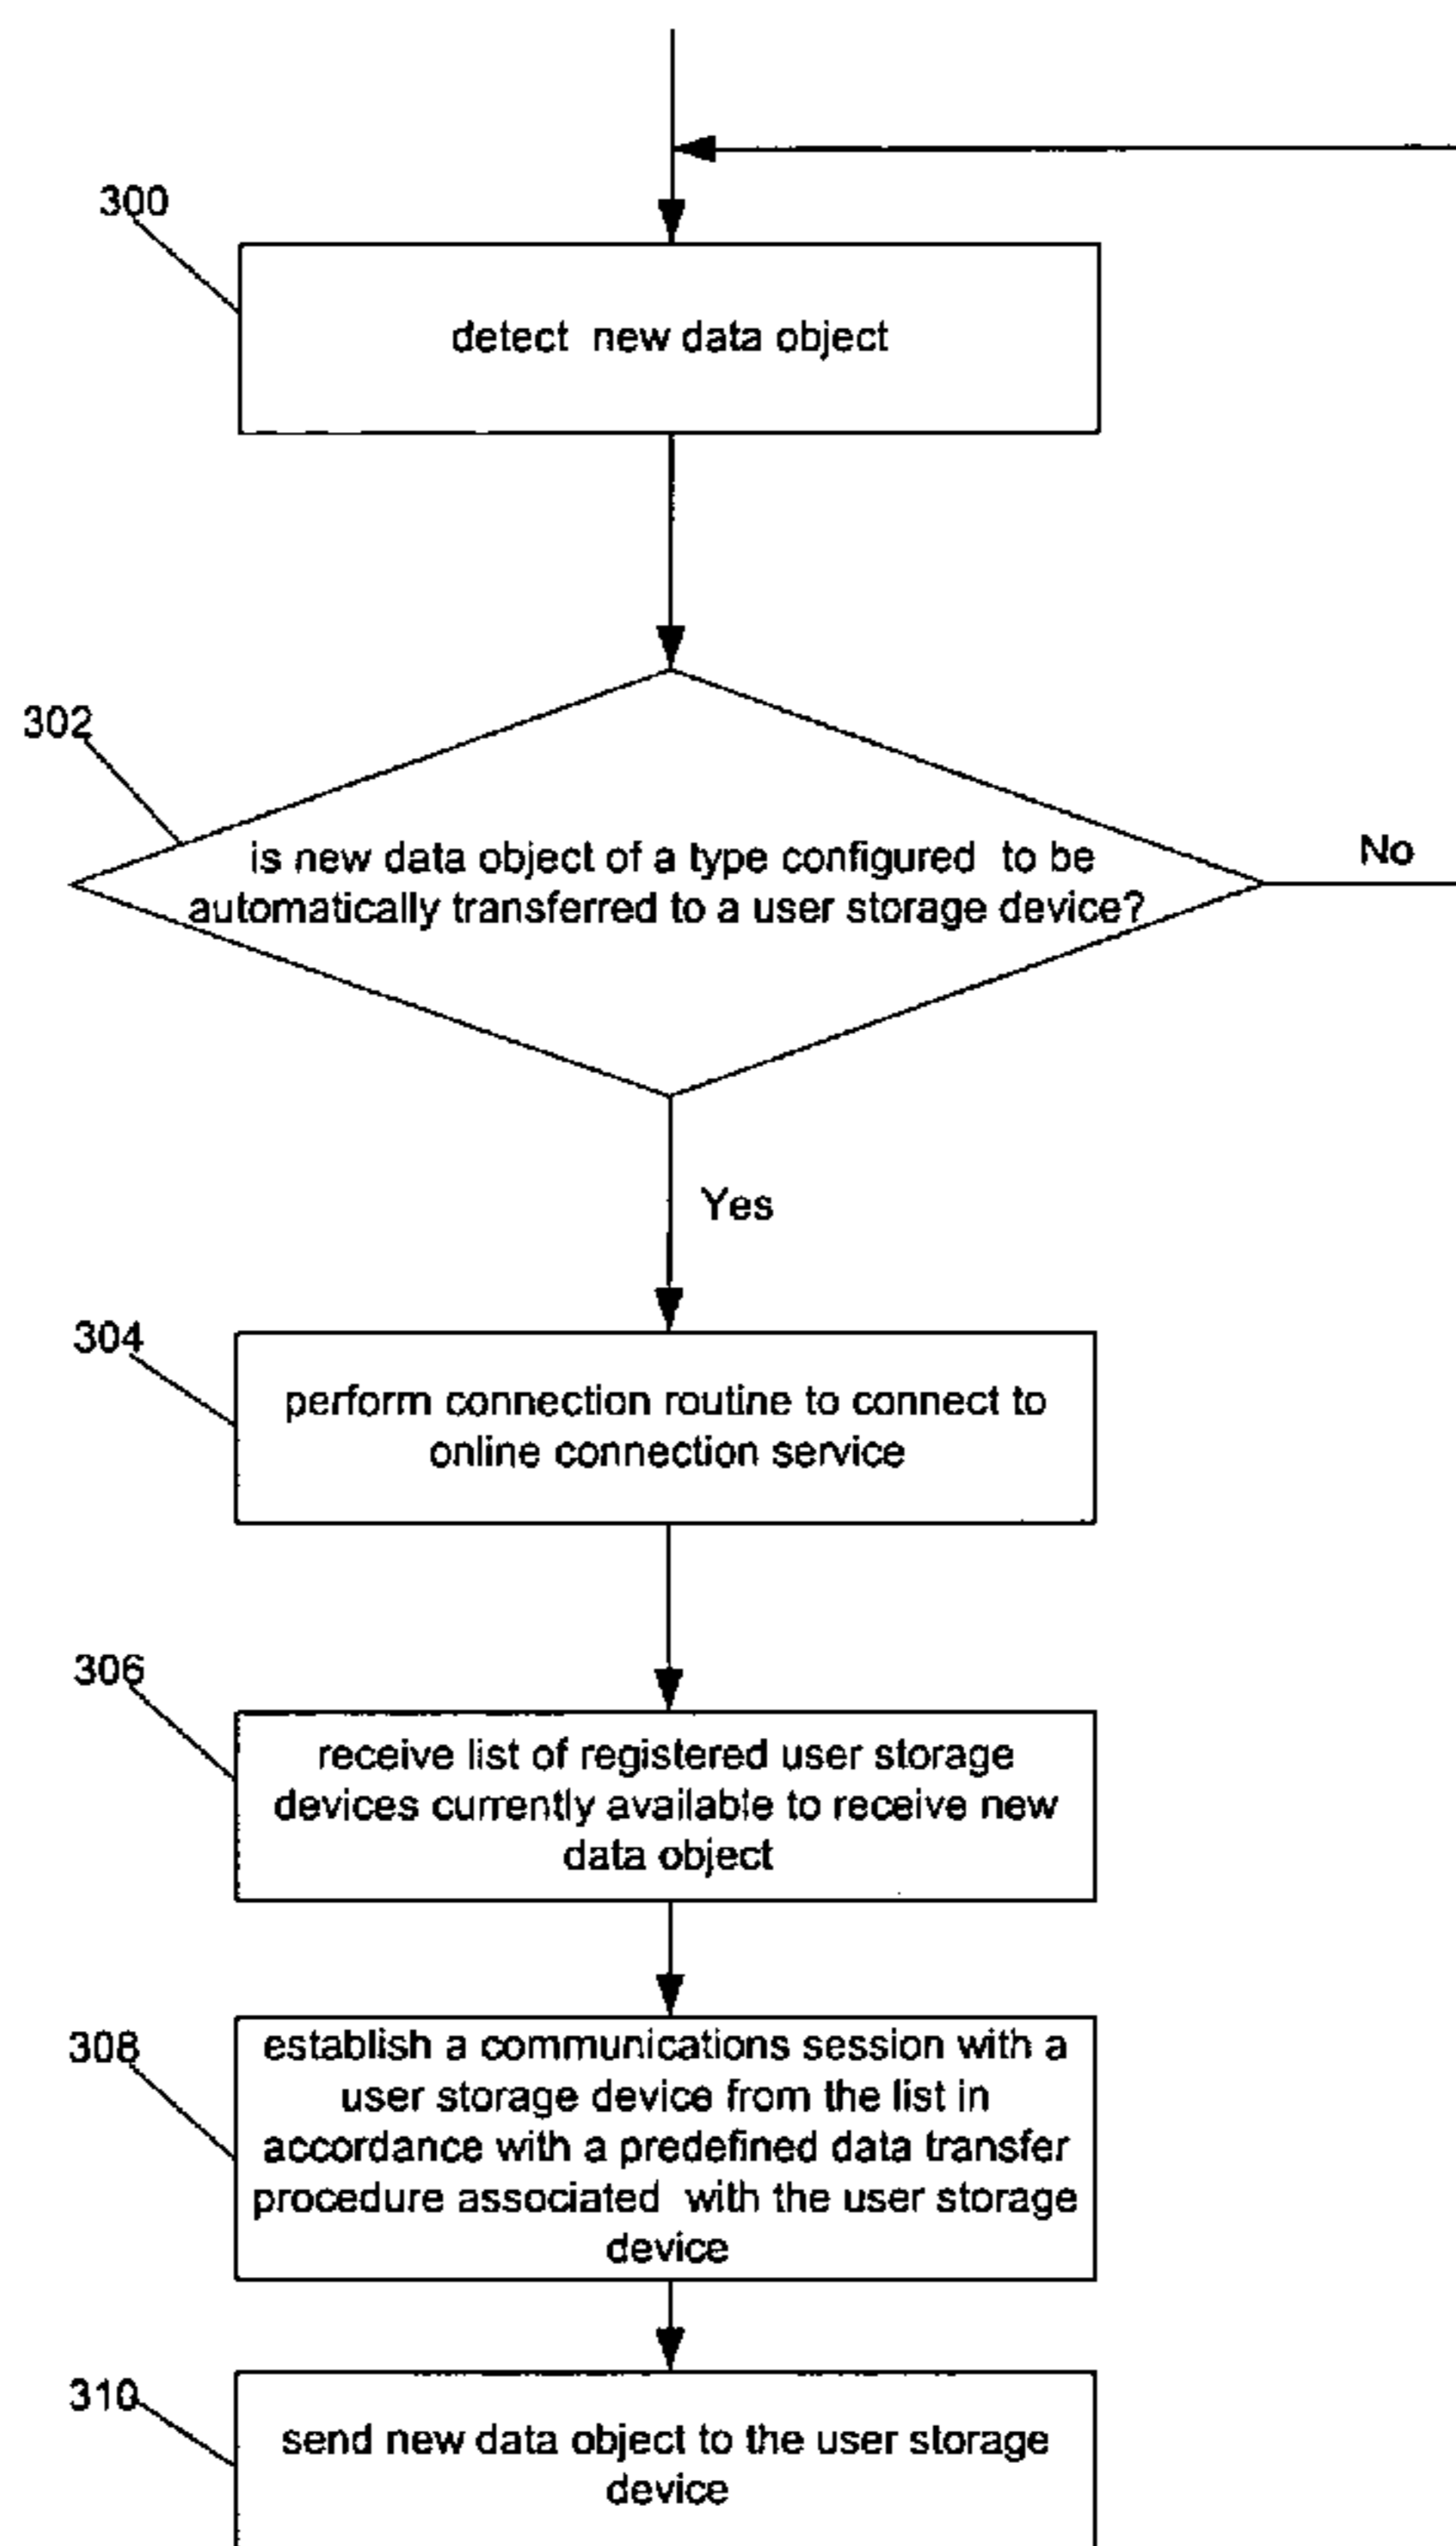 300
detect new data object
302
is new data object of a type configured to be
automatically transferred to a user storage device?
No
Yes
304
perform connection routine to connect to
online connection service
306
receive list of registered user storage
devices currently available to receive new
data object
308
establish a communications session with a
user storage device from the list in
accordance with a predefined data transfer
procedure associated with the user storage
device
310
send new data object to the user storage
device